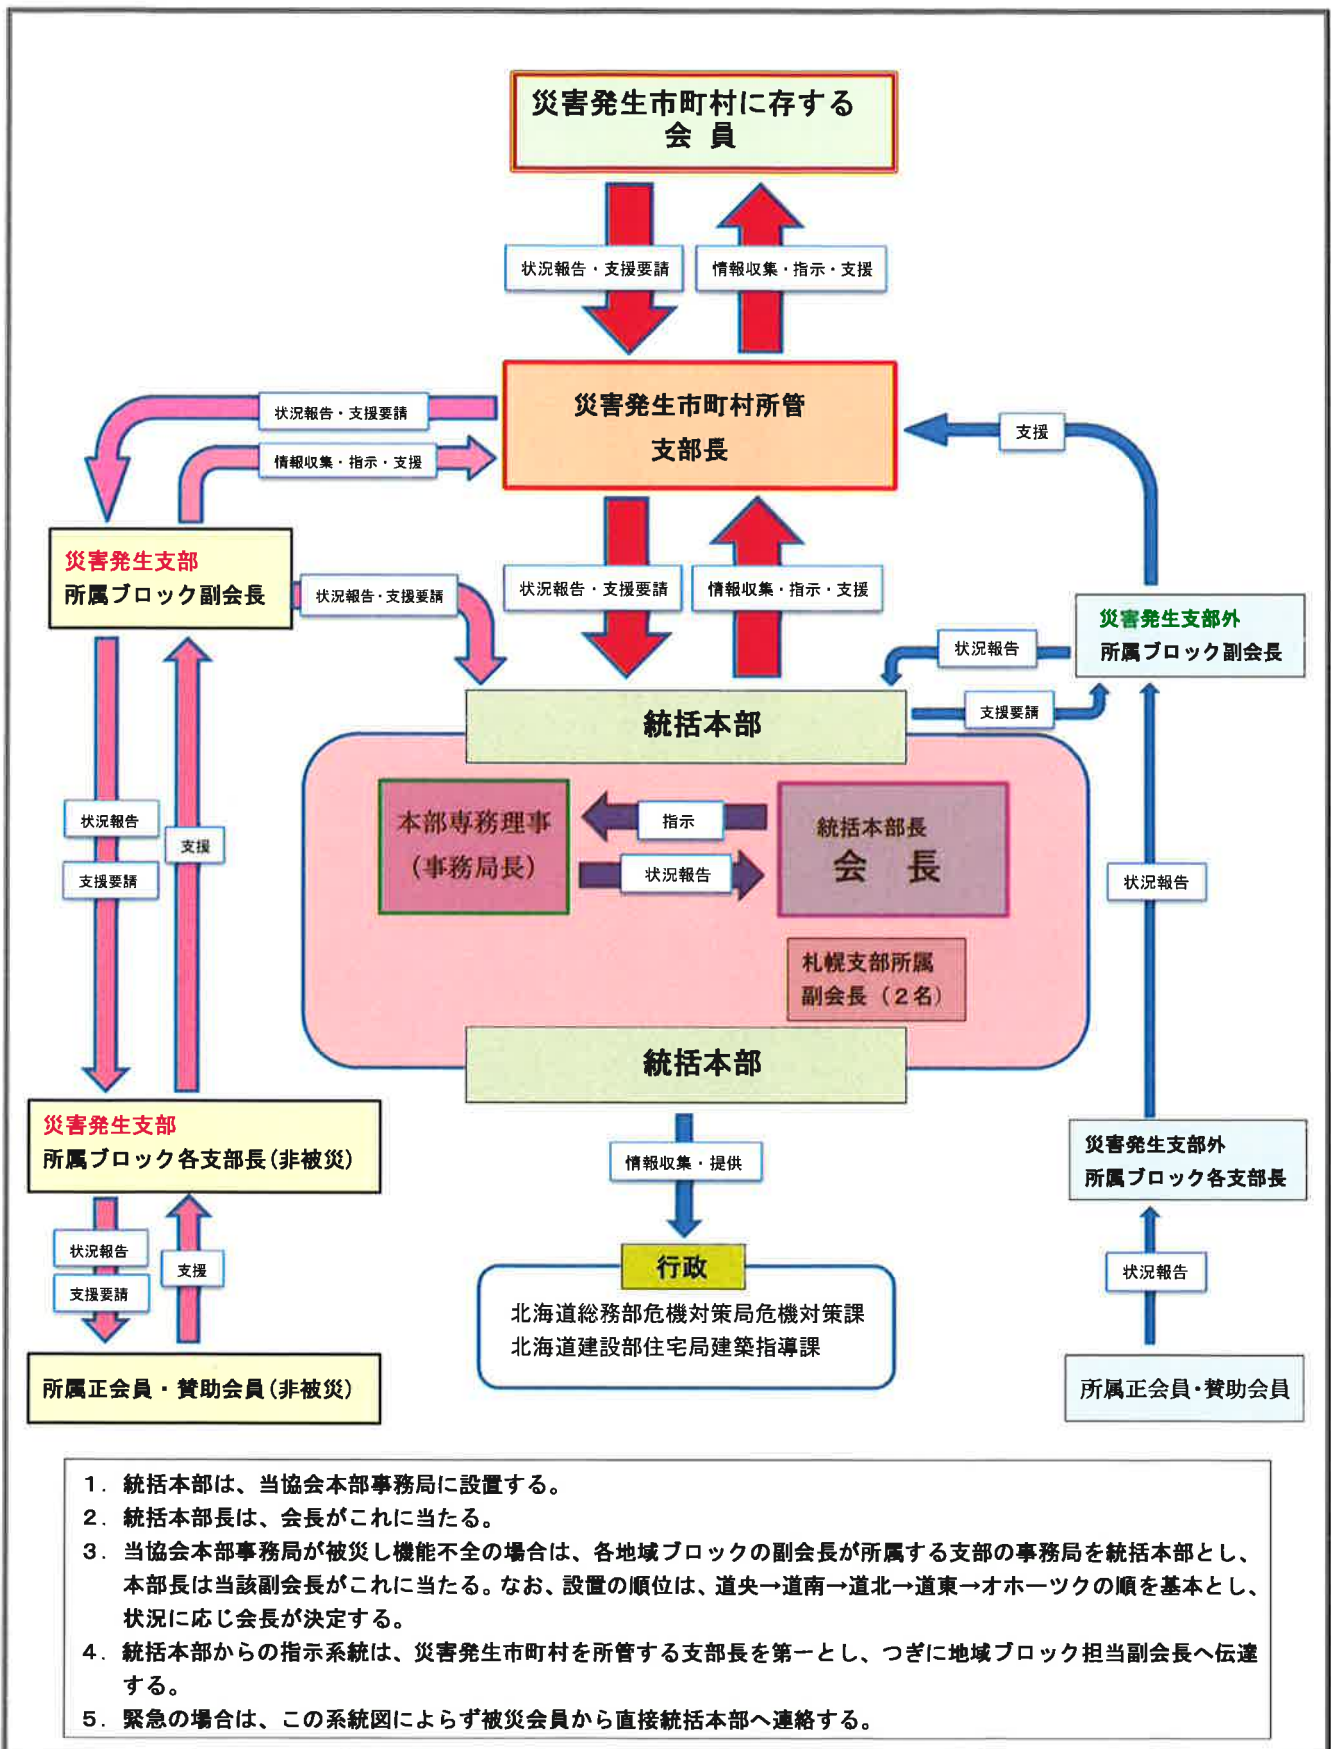 災害発生市町村に存する
会 員
状況報告・支援要請
情報収集・指示・支援
災害発生市町村所管
支部長
状況報告・支援要請
情報収集・指示・支援
支援
災害発生支部
所属ブロック副会長
状況報告・支援要請
状況報告・支援要請
情報収集・指示・支援
災害発生支部外
所属ブロック副会長
状況報告
支援要請
統括本部
本部専務理事
(事務局長)
指示
状況報告
統括本部長
会 長
札幌支部所属
副会長(2名)
統括本部
状況報告
支援要請
支援
状況報告
災害発生支部
所属ブロック各支部長(非被災)
情報収集・提供
災害発生支部外
所属ブロック各支部長
状況報告
支援要請
支援
行政
北海道総務部危機対策局危機対策課
北海道建設部住宅局建築指導課
状況報告
所属正会員・賛助会員(非被災)
所属正会員・賛助会員
1. 統括本部は、当協会本部事務局に設置する。
2. 統括本部長は、会長がこれに当たる。
3. 当協会本部事務局が被災し機能不全の場合は、各地域ブロックの副会長が所属する支部の事務局を統括本部とし、
本部長は当該副会長がこれに当たる。なお、設置の順位は、道央→道南→道北→道東→オホーツクの順を基本とし、
状況に応じ会長が決定する。
4. 統括本部からの指示系統は、災害発生市町村を所管する支部長を第一とし、つぎに地域ブロック担当副会長へ伝達
する。
5. 緊急の場合は、この系統図によらず被災会員から直接統括本部へ連絡する。